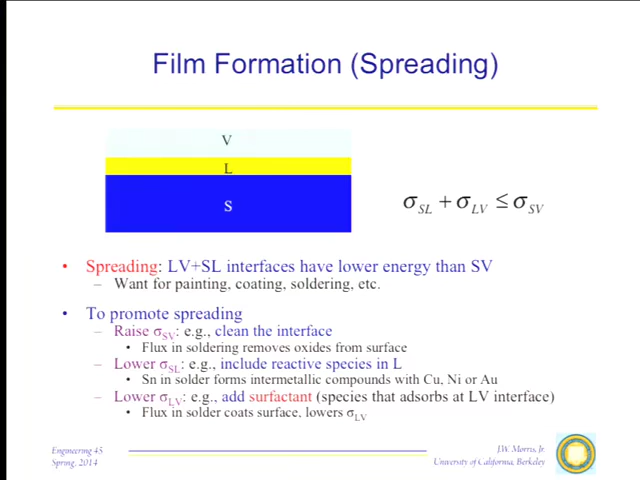 Film Formation (Spreading)
V
L
S
σSL + σLV ≤ σSV
• Spreading: LV+SL interfaces have lower energy than SV
– Want for painting, coating, soldering, etc.
• To promote spreading
– Raise σSV: e.g., clean the interface
• Flux in soldering removes oxides from surface
– Lower σSL: e.g., include reactive species in L
• Sn in solder forms intermetallic compounds with Cu, Ni or Au
– Lower σLV: e.g., add surfactant (species that adsorbs at LV interface)
• Flux in solder coats surface, lowers σLV
Engineering 45
Spring, 2014
J.W. Morris, Jr.
University of California, Berkeley